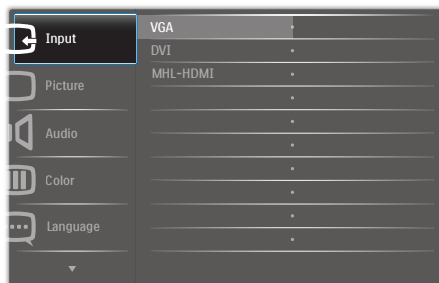 Input
Picture
Audio
Color
Language
VGA
DVI
MHL-HDMI